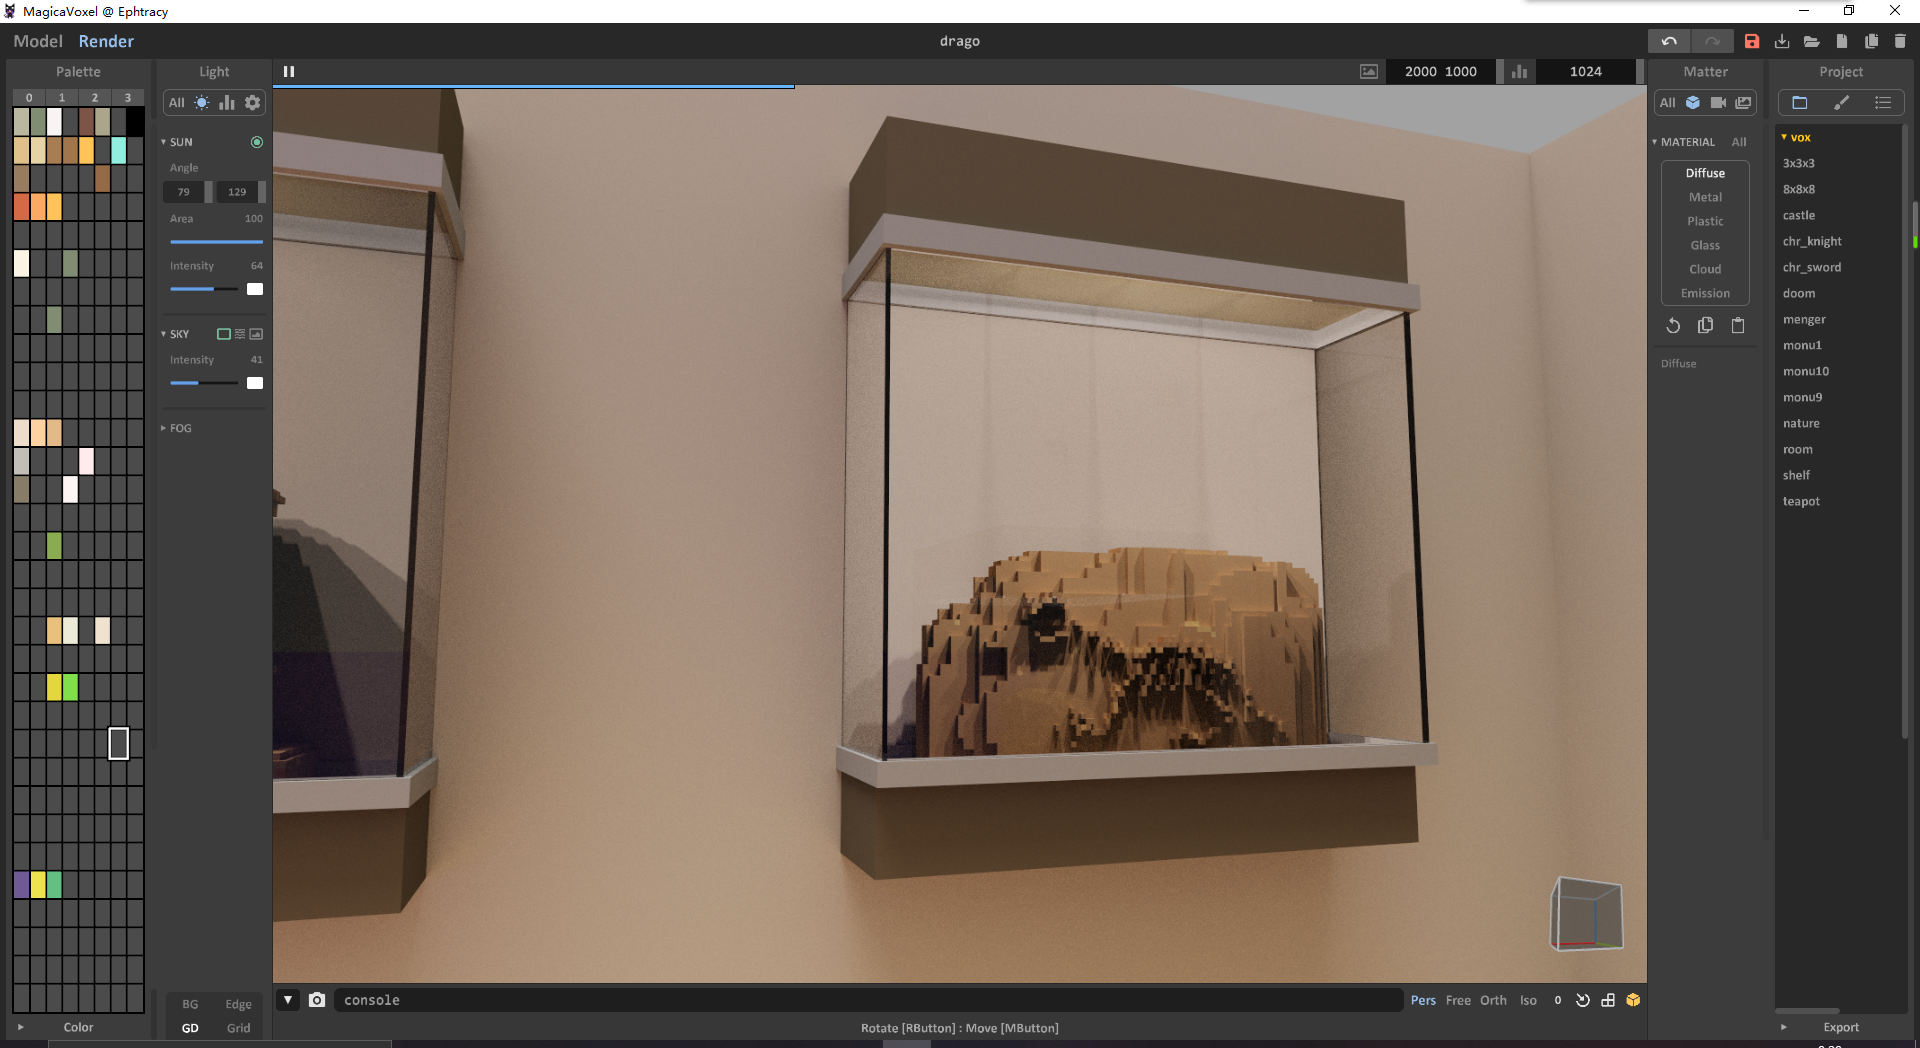 MagicaVoxel @ Ephtracy
Model Render
drago
Palette
0 1 2 3
Color
Light
All
SUN
Angle
79 129
Area 100
Intensity 64
SKY
Intensity 41
FOG
BG Edge
GD Grid
2000 1000
1024
console
Pers Free Orth Iso 0
Rotate [RButton] : Move [MButton]
Matter
All
MATERIAL All
Diffuse
Metal
Plastic
Glass
Cloud
Emission
Diffuse
Project
vox
3x3x3
8x8x8
castle
chr_knight
chr_sword
doom
menger
monu1
monu10
monu9
nature
room
shelf
teapot
Export